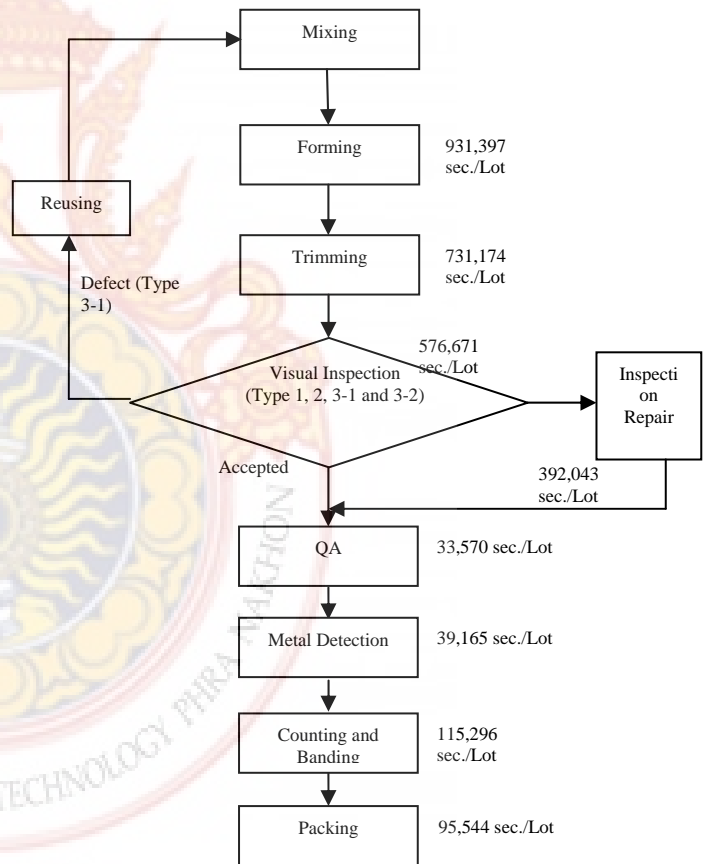 Mixing
Forming
931,397
sec./Lot
Reusing
Trimming
731,174
sec./Lot
Defect (Type
3-1)
576,671
sec./Lot
Visual Inspection
(Type 1, 2, 3-1 and 3-2)
Inspecti
on
Repair
Accepted
392,043
sec./Lot
QA
33,570 sec./Lot
Metal Detection
39,165 sec./Lot
Counting and
Banding
115,296
sec./Lot
Packing
95,544 sec./Lot
TECHNOLOGY PHRA NAKHON